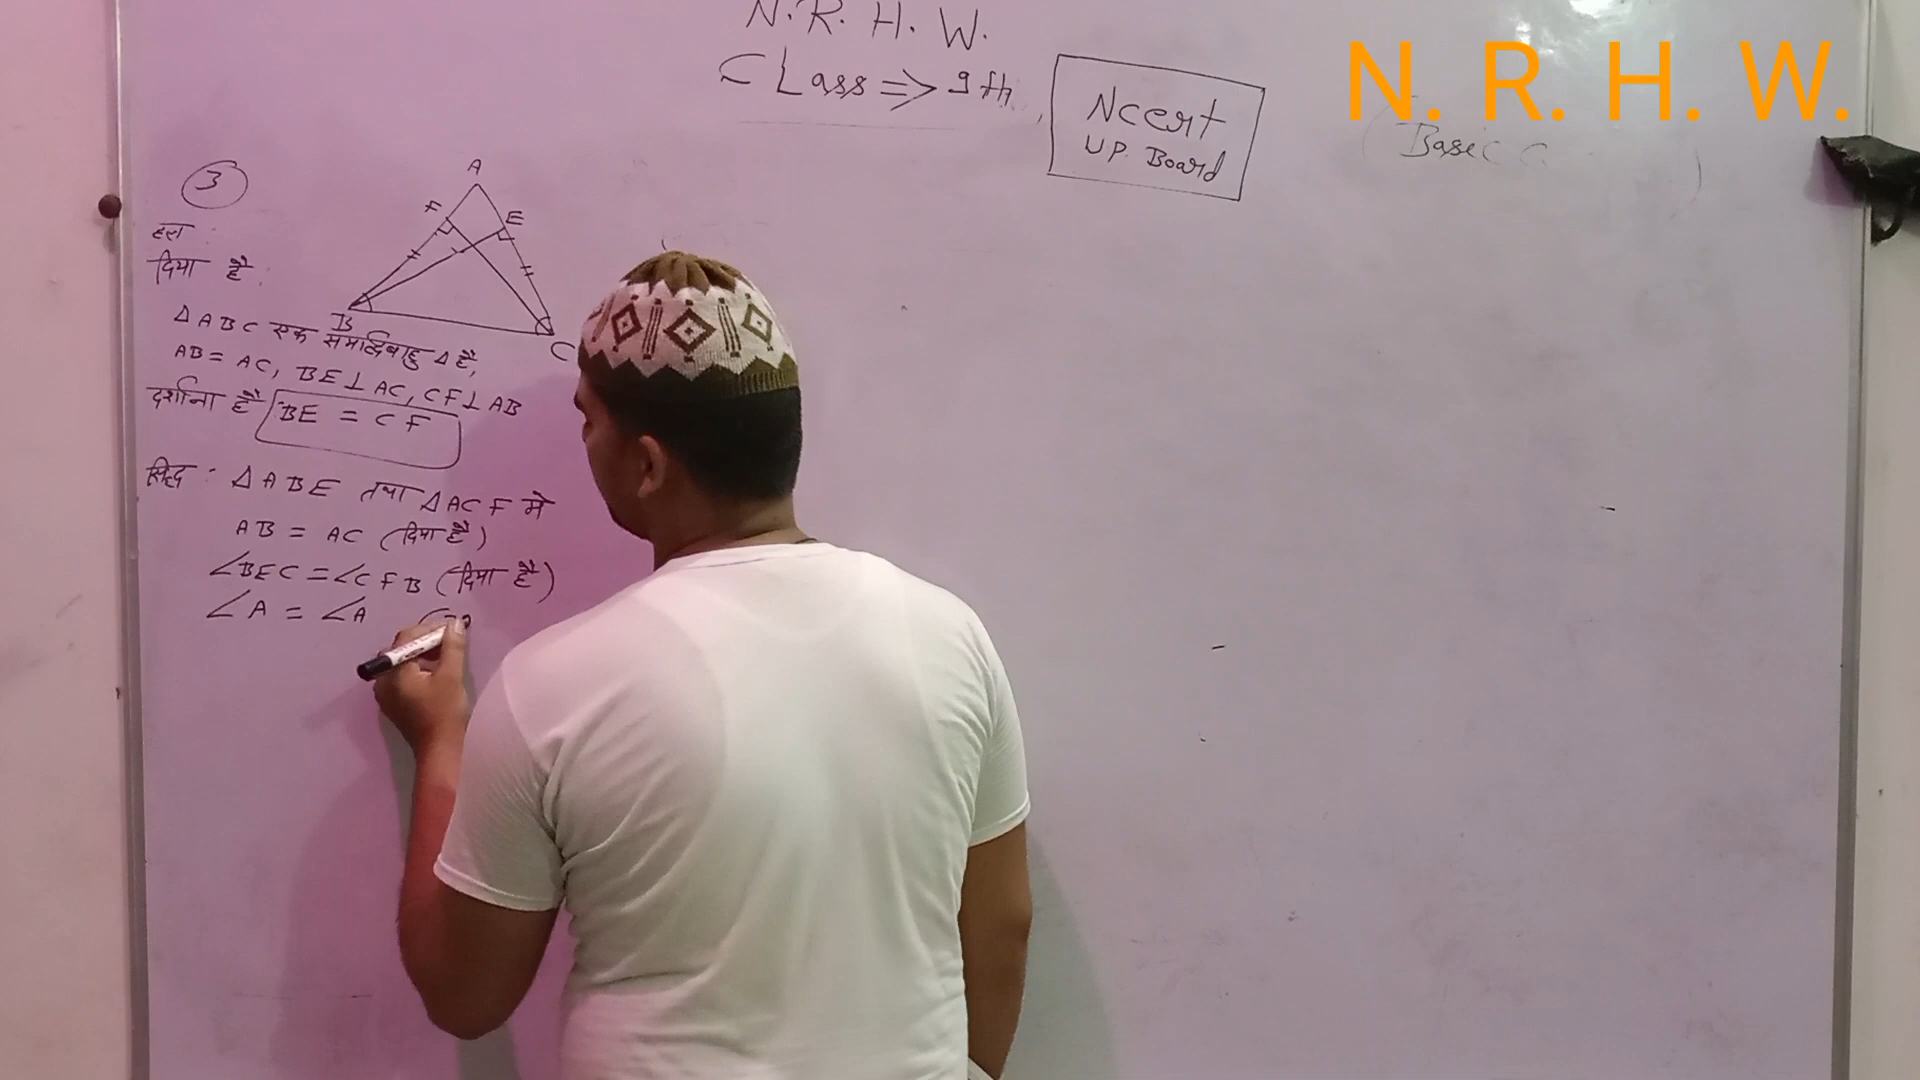 N. R. H. W.
CLass => 9th
Ncert
UP. Board
N. R. H. W.
(Basic
3
हल :
दिया है :
A
F
E
B
C
Δ ABC एक समद्विबाहु Δ है,
AB = AC, BE ⊥ AC, CF ⊥ AB
दर्शाना है BE = CF
सिद्ध : Δ ABE तथा Δ ACF मे
AB = AC (दिया है)
∠BEC = ∠CFB (दिया है)
∠A = ∠A